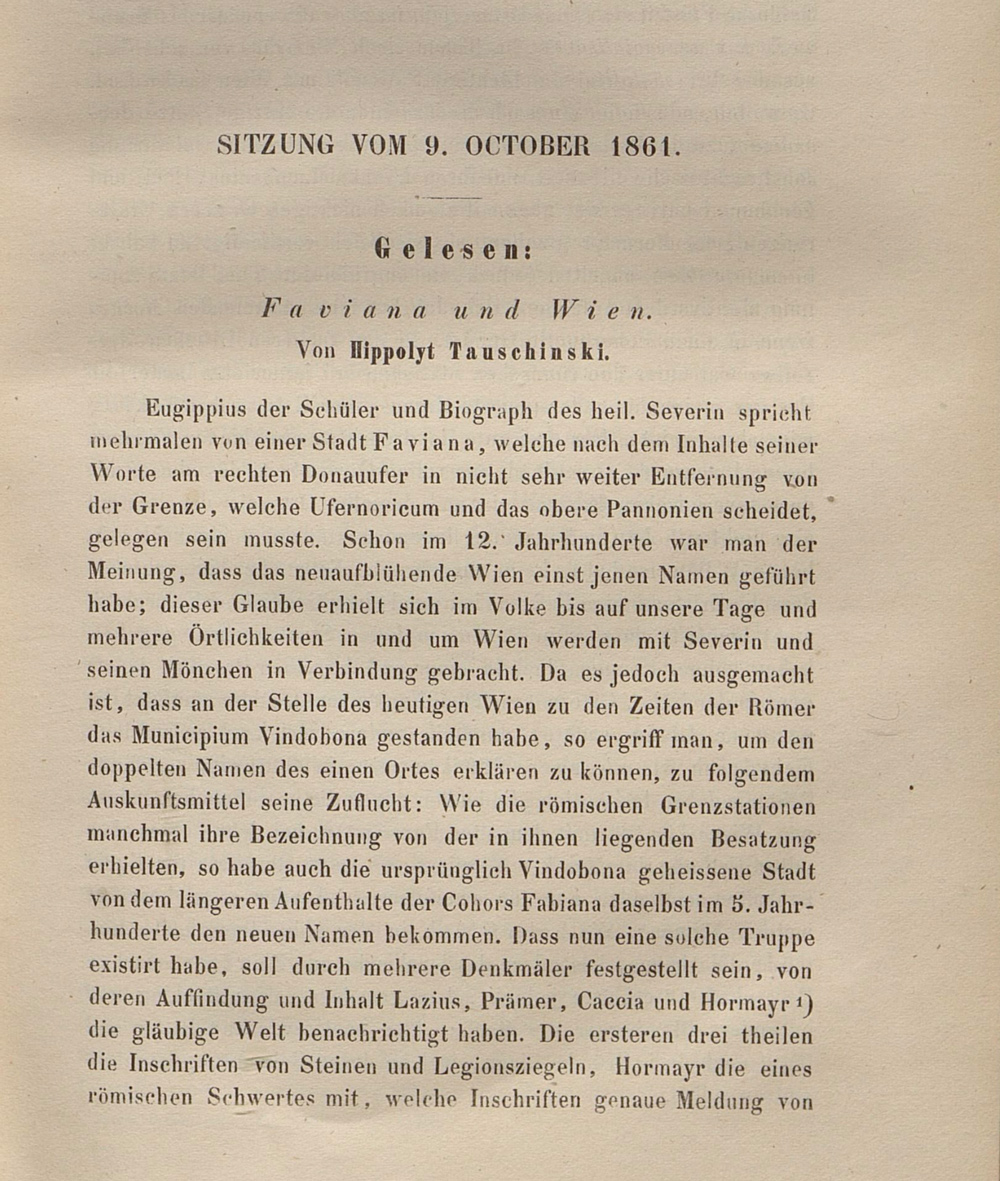 SITZUNG VOM 9. OCTOBER 1861.
Gelesen:
Faviana und Wien.
Von Hippolyt Tauschinski.
Eugippius der Schüler und Biograph des heil. Severin spricht
mehrmalen von einer Stadt Faviana, welche nach dem Inhalte seiner
Worte am rechten Donauufer in nicht sehr weiter Entfernung von
der Grenze, welche Ufernoricum und das obere Pannonien scheidet,
gelegen sein musste. Schon im 12. Jahrhunderte war man der
Meinung, dass das neuaufblühende Wien einst jenen Namen geführt
habe; dieser Glaube erhielt sich im Volke bis auf unsere Tage und
mehrere Örtlichkeiten in und um Wien werden mit Severin und
seinen Mönchen in Verbindung gebracht. Da es jedoch ausgemacht
ist, dass an der Stelle des heutigen Wien zu den Zeiten der Römer
das Municipium Vindobona gestanden habe, so ergriff man, um den
doppelten Namen des einen Ortes erklären zu können, zu folgendem
Auskunftsmittel seine Zuflucht: Wie die römischen Grenzstationen
manchmal ihre Bezeichnung von der in ihnen liegenden Besatzung
erhielten, so habe auch die ursprünglich Vindobona geheissene Stadt
von dem längeren Aufenthalte der Cohors Fabiana daselbst im 5. Jahr-
hunderte den neuen Namen bekommen. Dass nun eine solche Truppe
existirt habe, soll durch mehrere Denkmäler festgestellt sein, von
deren Auffindung und Inhalt Lazius, Prämer, Caccia und Hormayr ¹)
die gläubige Welt benachrichtigt haben. Die ersteren drei theilen
die Inschriften von Steinen und Legionsziegeln, Hormayr die eines
römischen Schwertes mit, welche Inschriften genaue Meldung von